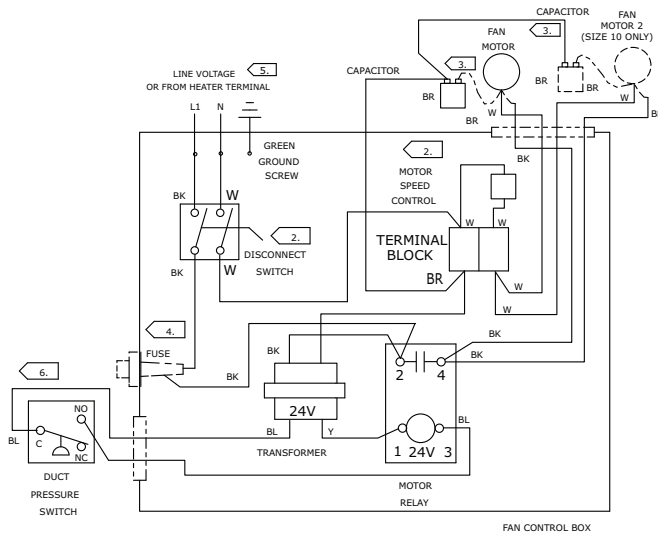 CAPACITOR
FAN
MOTOR 2
(SIZE 10 ONLY)
3.
FAN
MOTOR
3.
5.
LINE VOLTAGE
OR FROM HEATER TERMINAL
CAPACITOR
BR
BR
BR
W
BR
W
BR
L1
N
GREEN
GROUND
SCREW
2.
MOTOR
SPEED
CONTROL
BK
BK
W
2.
DISCONNECT
SWITCH
BK
W
W
W
TERMINAL
BLOCK
BR
W
W
4.
FUSE
BK
BK
BK
BK
2
4
6.
24V
BL
Y
NO
C
NC
BL
BL
1
24V
3
TRANSFORMER
DUCT
PRESSURE
SWITCH
MOTOR
RELAY
FAN CONTROL BOX